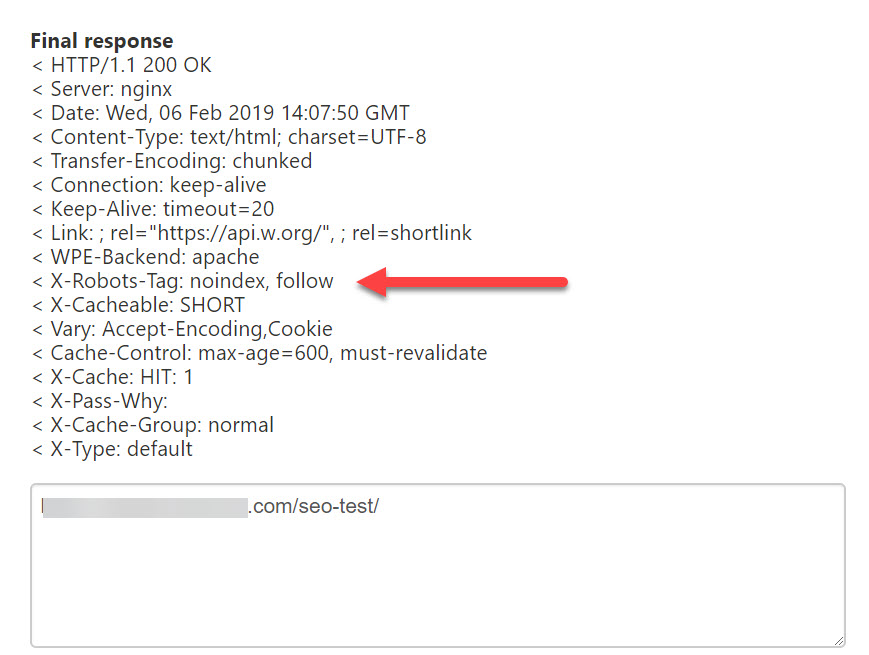 Final response
< HTTP/1.1 200 OK
< Server: nginx
< Date: Wed, 06 Feb 2019 14:07:50 GMT
< Content-Type: text/html; charset=UTF-8
< Transfer-Encoding: chunked
< Connection: keep-alive
< Keep-Alive: timeout=20
< Link: ; rel="https://api.w.org/", ; rel=shortlink
< WPE-Backend: apache
< X-Robots-Tag: noindex, follow
< X-Cacheable: SHORT
< Vary: Accept-Encoding,Cookie
< Cache-Control: max-age=600, must-revalidate
< X-Cache: HIT: 1
< X-Pass-Why:
< X-Cache-Group: normal
< X-Type: default
.com/seo-test/